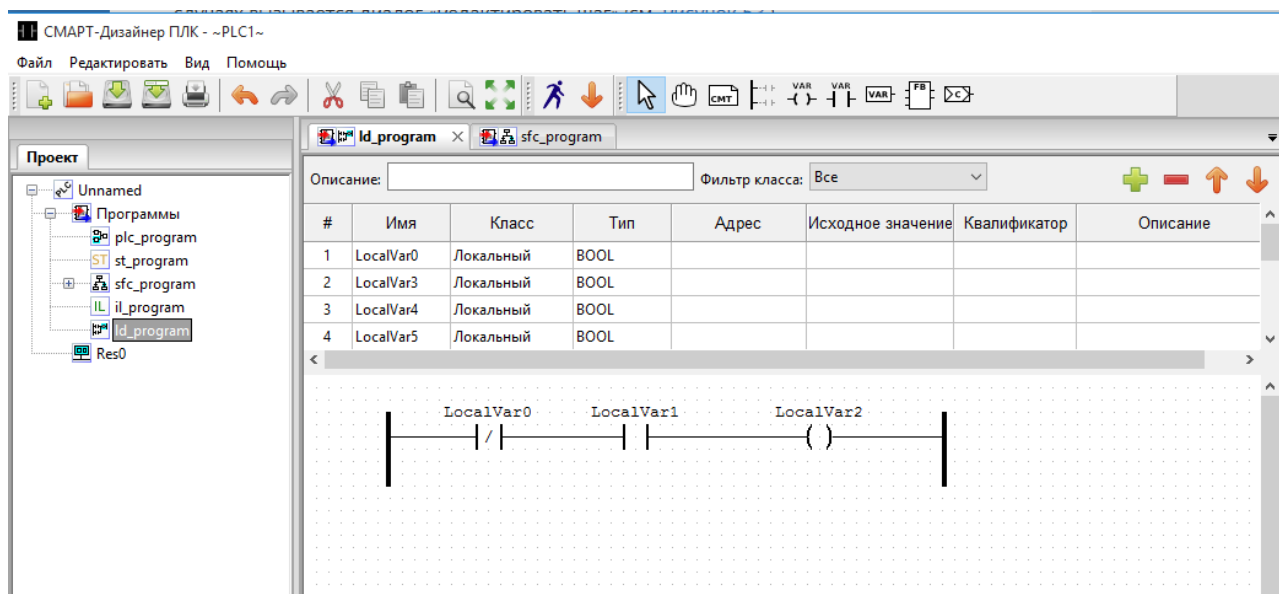 СМАРТ-Дизайнер ПЛК - ~PLC1~
Файл Редактировать Вид Помощь
CMT VAR VAR VAR FB C
ld_program sfc_program
Проект
Описание: Фильтр класса: Все
Unnamed
Программы
plc_program
ST st_program
sfc_program
IL il_program
ld_program
Res0
# Имя Класс Тип Адрес Исходное значение Квалификатор Описание
1 LocalVar0 Локальный BOOL
2 LocalVar3 Локальный BOOL
3 LocalVar4 Локальный BOOL
4 LocalVar5 Локальный BOOL
LocalVar0 LocalVar1 LocalVar2